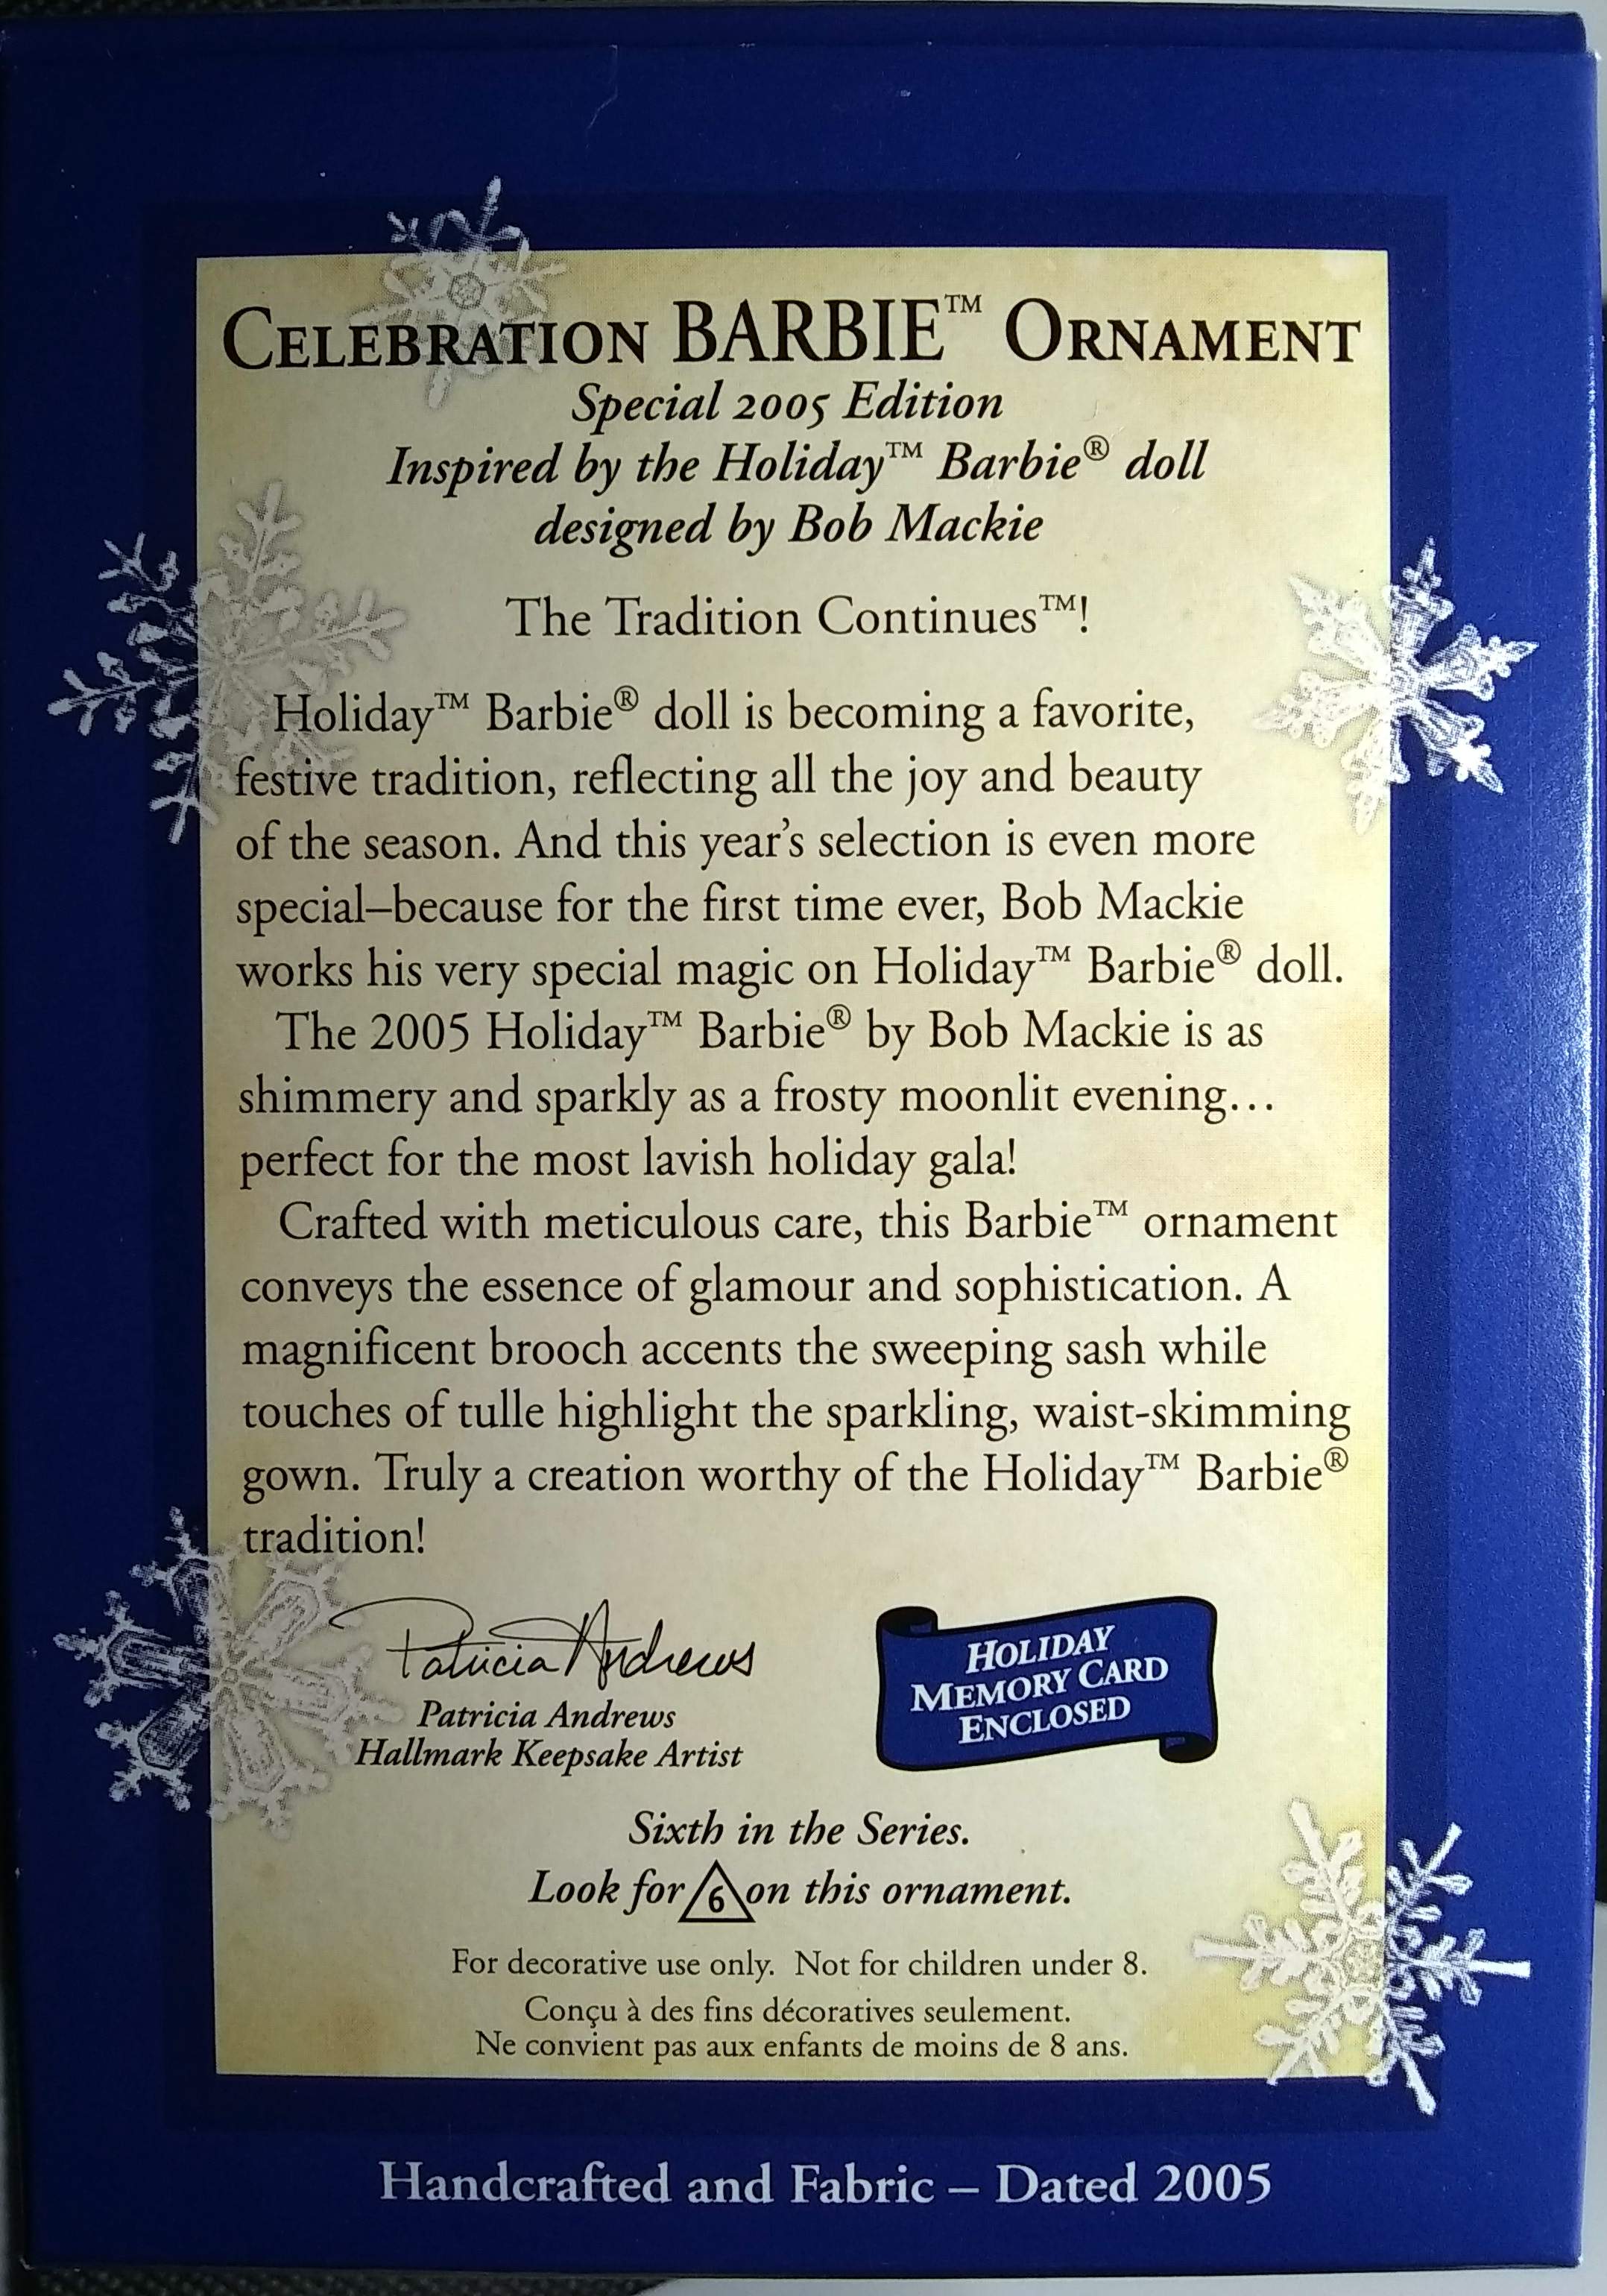 CELEBRATION BARBIE™ ORNAMENT
Special 2005 Edition
Inspired by the Holiday™ Barbie® doll
designed by Bob Mackie
The Tradition Continues™!
Holiday™ Barbie® doll is becoming a favorite,
festive tradition, reflecting all the joy and beauty
of the season. And this year's selection is even more
special–because for the first time ever, Bob Mackie
works his very special magic on Holiday™ Barbie® doll.
The 2005 Holiday™ Barbie® by Bob Mackie is as
shimmery and sparkly as a frosty moonlit evening…
perfect for the most lavish holiday gala!
Crafted with meticulous care, this Barbie™ ornament
conveys the essence of glamour and sophistication. A
magnificent brooch accents the sweeping sash while
touches of tulle highlight the sparkling, waist-skimming
gown. Truly a creation worthy of the Holiday™ Barbie®
tradition!
Patricia Andrews
Patricia Andrews
Hallmark Keepsake Artist
HOLIDAY
MEMORY CARD
ENCLOSED
Sixth in the Series.
Look for 6 on this ornament.
For decorative use only. Not for children under 8.
Conçu à des fins décoratives seulement.
Ne convient pas aux enfants de moins de 8 ans.
Handcrafted and Fabric – Dated 2005